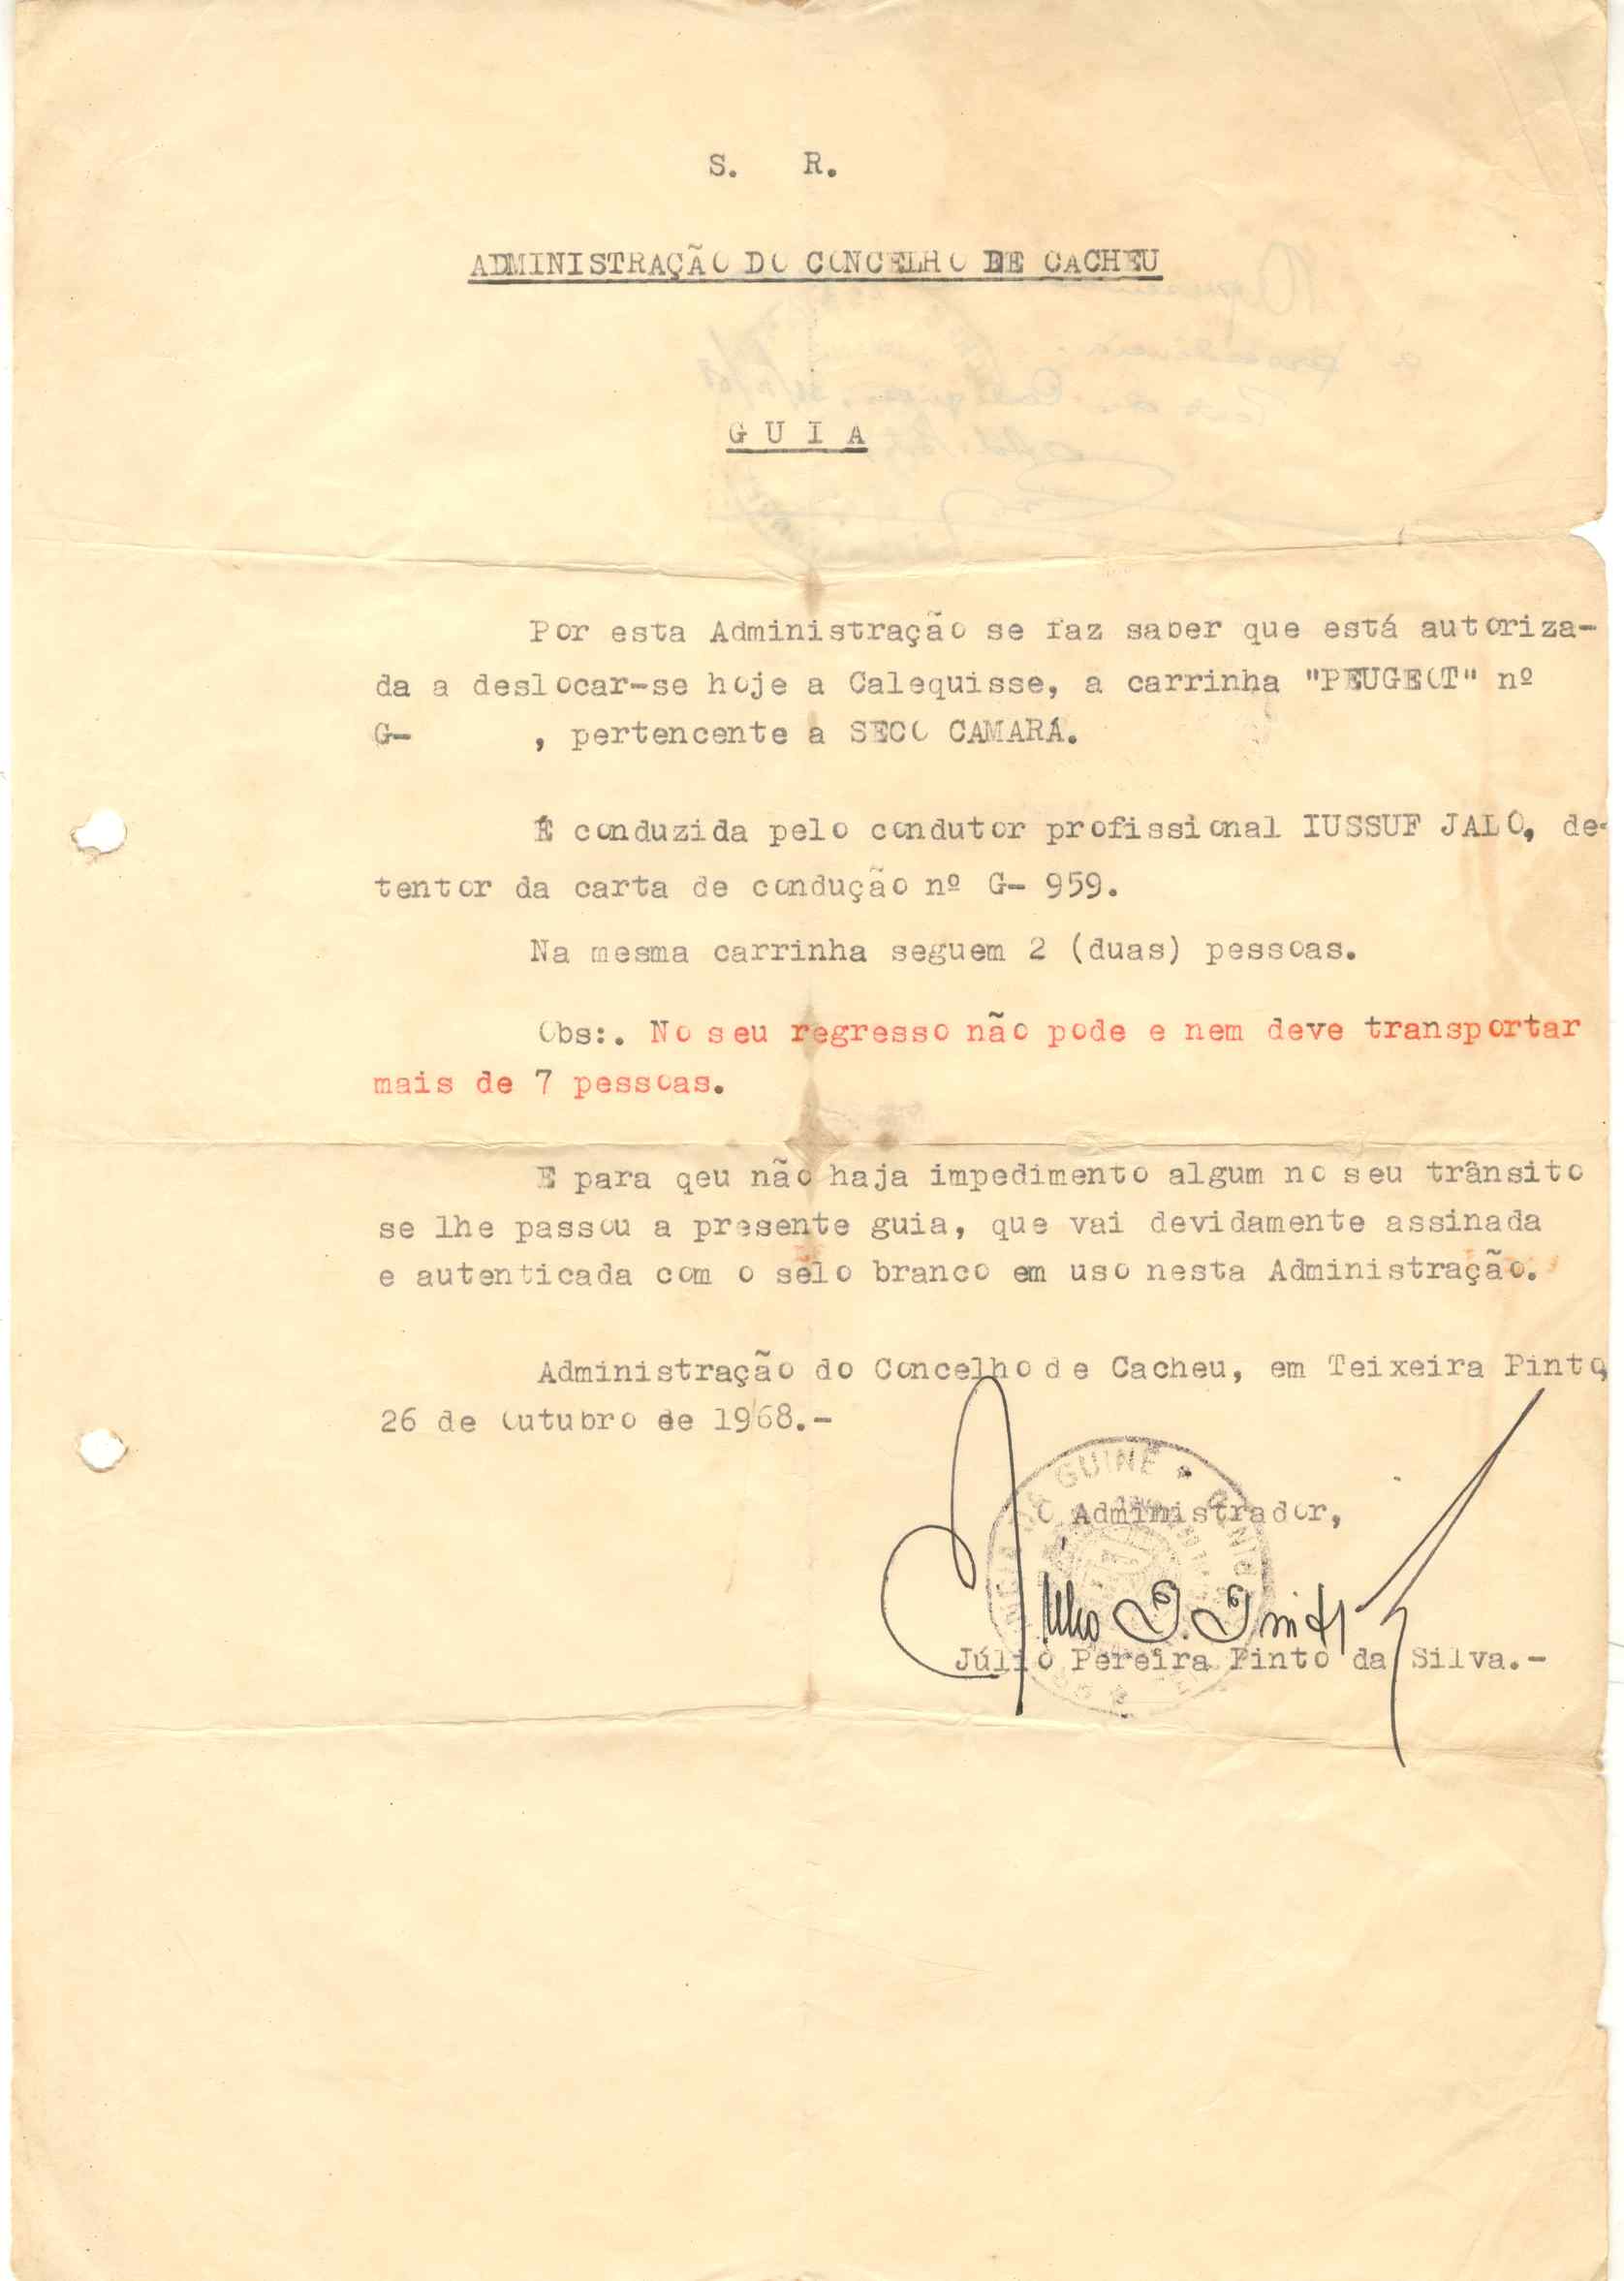 S. R.
ADMINISTRAÇÃO DO CONCELHO DE CACHEU
G U I A
Por esta Administração se faz saber que está autoriza-
da a deslocar-se hoje a Calequisse, a carrinha "PEUGEOT" nº
G- , pertencente a SECO CAMARÁ.
É conduzida pelo condutor profissional IUSSUF JALO, de-
tentor da carta de condução nº G- 959.
Na mesma carrinha seguem 2 (duas) pessoas.
Obs:. No seu regresso não pode e nem deve transportar
mais de 7 pessoas.
E para qeu não haja impedimento algum no seu trânsito
se lhe passou a presente guia, que vai devidamente assinada
e autenticada com o sêlo branco em uso nesta Administração.
Administração do Concelho de Cacheu, em Teixeira Pinto,
26 de Outubro de 1968.-
GUINÉ
O Administrador,
Júlio Pereira Pinto da Silva.-